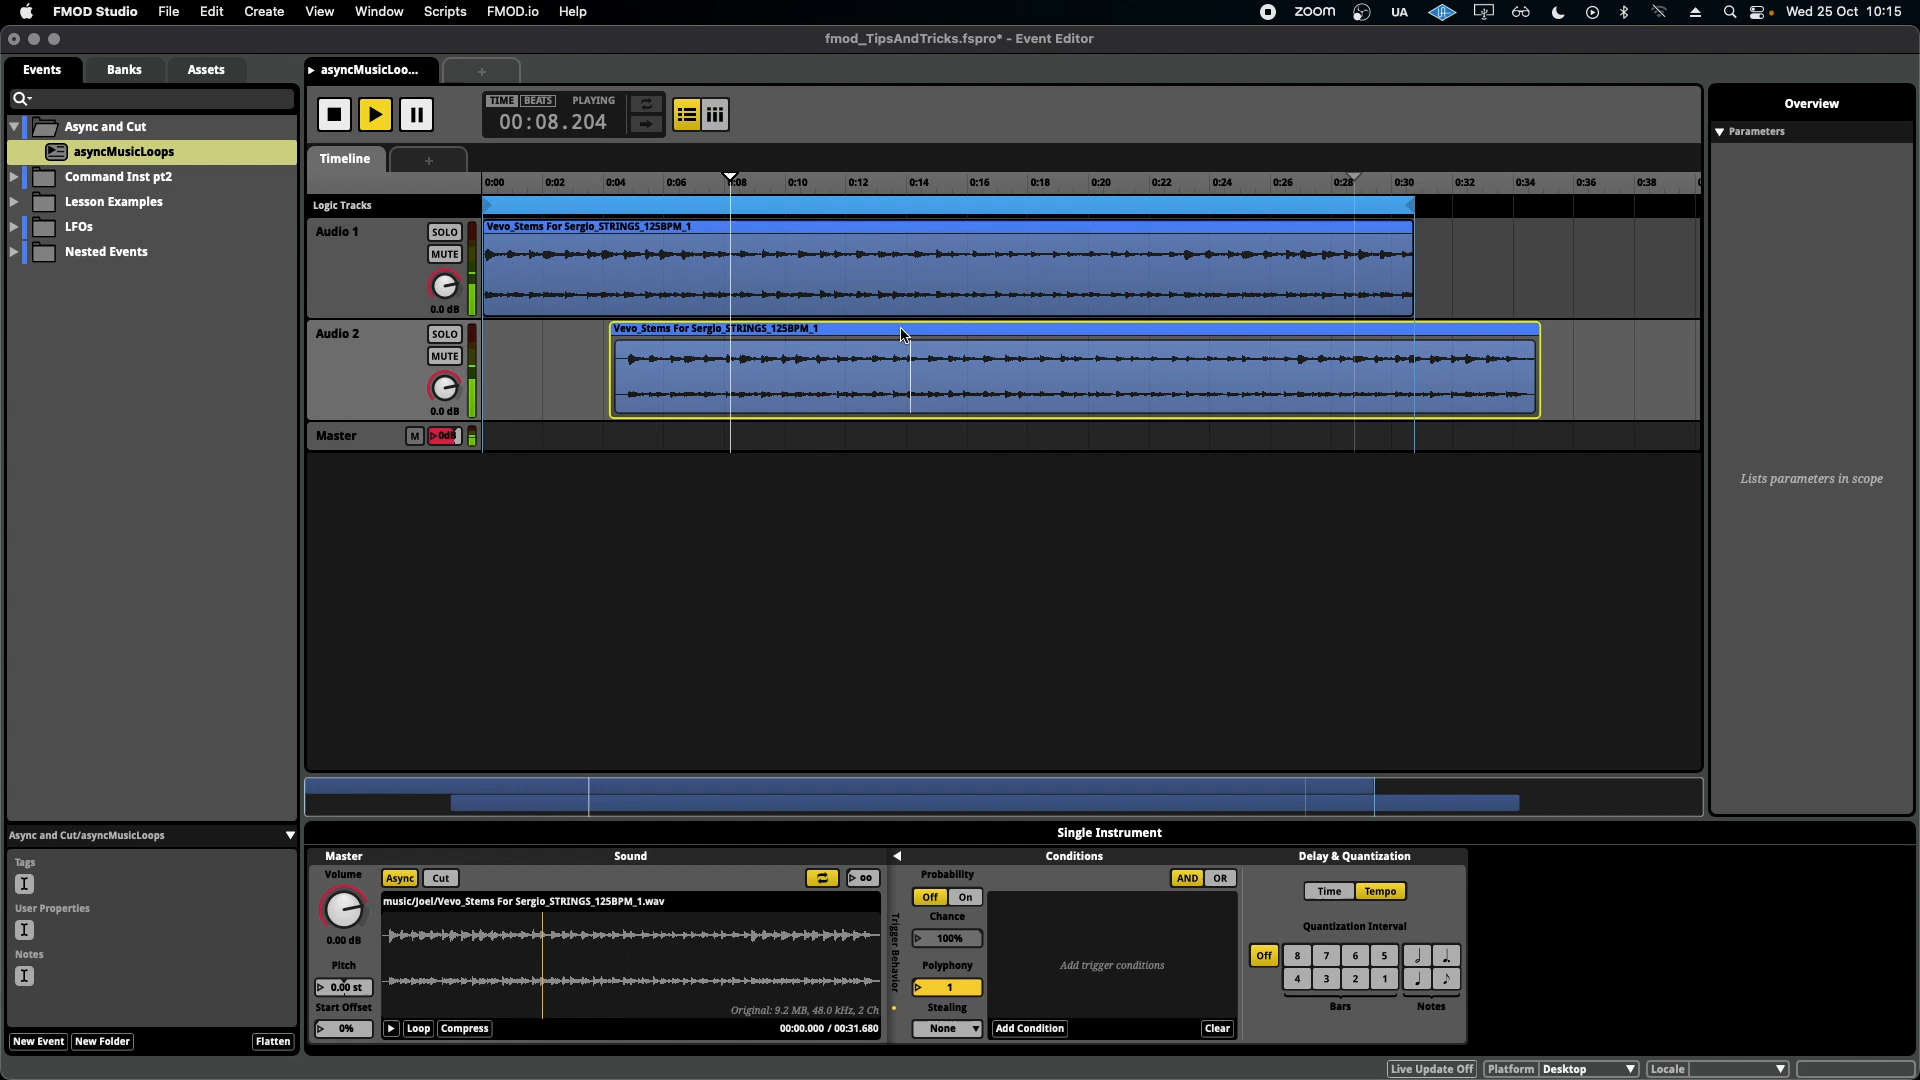 FMOD Studio File Edit Create View Window Scripts FMOD.io Help
zoom UA Wed 25 Oct 10:15
fmod_TipsAndTricks.fspro* - Event Editor
Events Banks Assets
asyncMusicLoo... +
Async and Cut
asyncMusicLoops
Command Inst pt2
Lesson Examples
LFOs
Nested Events
TIME BEATS PLAYING
00:08.204
Timeline +
0:00 0:02 0:04 0:06 0:08 0:10 0:12 0:14 0:16 0:18 0:20 0:22 0:24 0:26 0:28 0:30 0:32 0:34 0:36 0:38
Logic Tracks
Audio 1 SOLO
MUTE
0.0 dB
Vevo_Stems For Sergio_STRINGS_125BPM_1
Audio 2 SOLO
MUTE
0.0 dB
Vevo_Stems For Sergio_STRINGS_125BPM_1
Master M 0dB
Overview
Parameters
Lists parameters in scope
Async and Cut/asyncMusicLoops
Tags
User Properties
Notes
New Event New Folder Flatten
Single Instrument
Master
Volume
0.00 dB
Pitch
0.00 st
Start Offset
0%
Sound
Async Cut
music/Joel/Vevo_Stems For Sergio_STRINGS_125BPM_1.wav
Original: 9.2 MB, 48.0 kHz, 2 Ch
Loop Compress 00:00.000 / 00:31.680
Trigger Behavior
Conditions
Probability
Off On
Chance
100%
Polyphony
1
Stealing
None
AND OR
Add trigger conditions
Add Condition Clear
Delay & Quantization
Time Tempo
Quantization Interval
Off 8 7 6 5
4 3 2 1
Bars Notes
Live Update Off Platform Desktop Locale